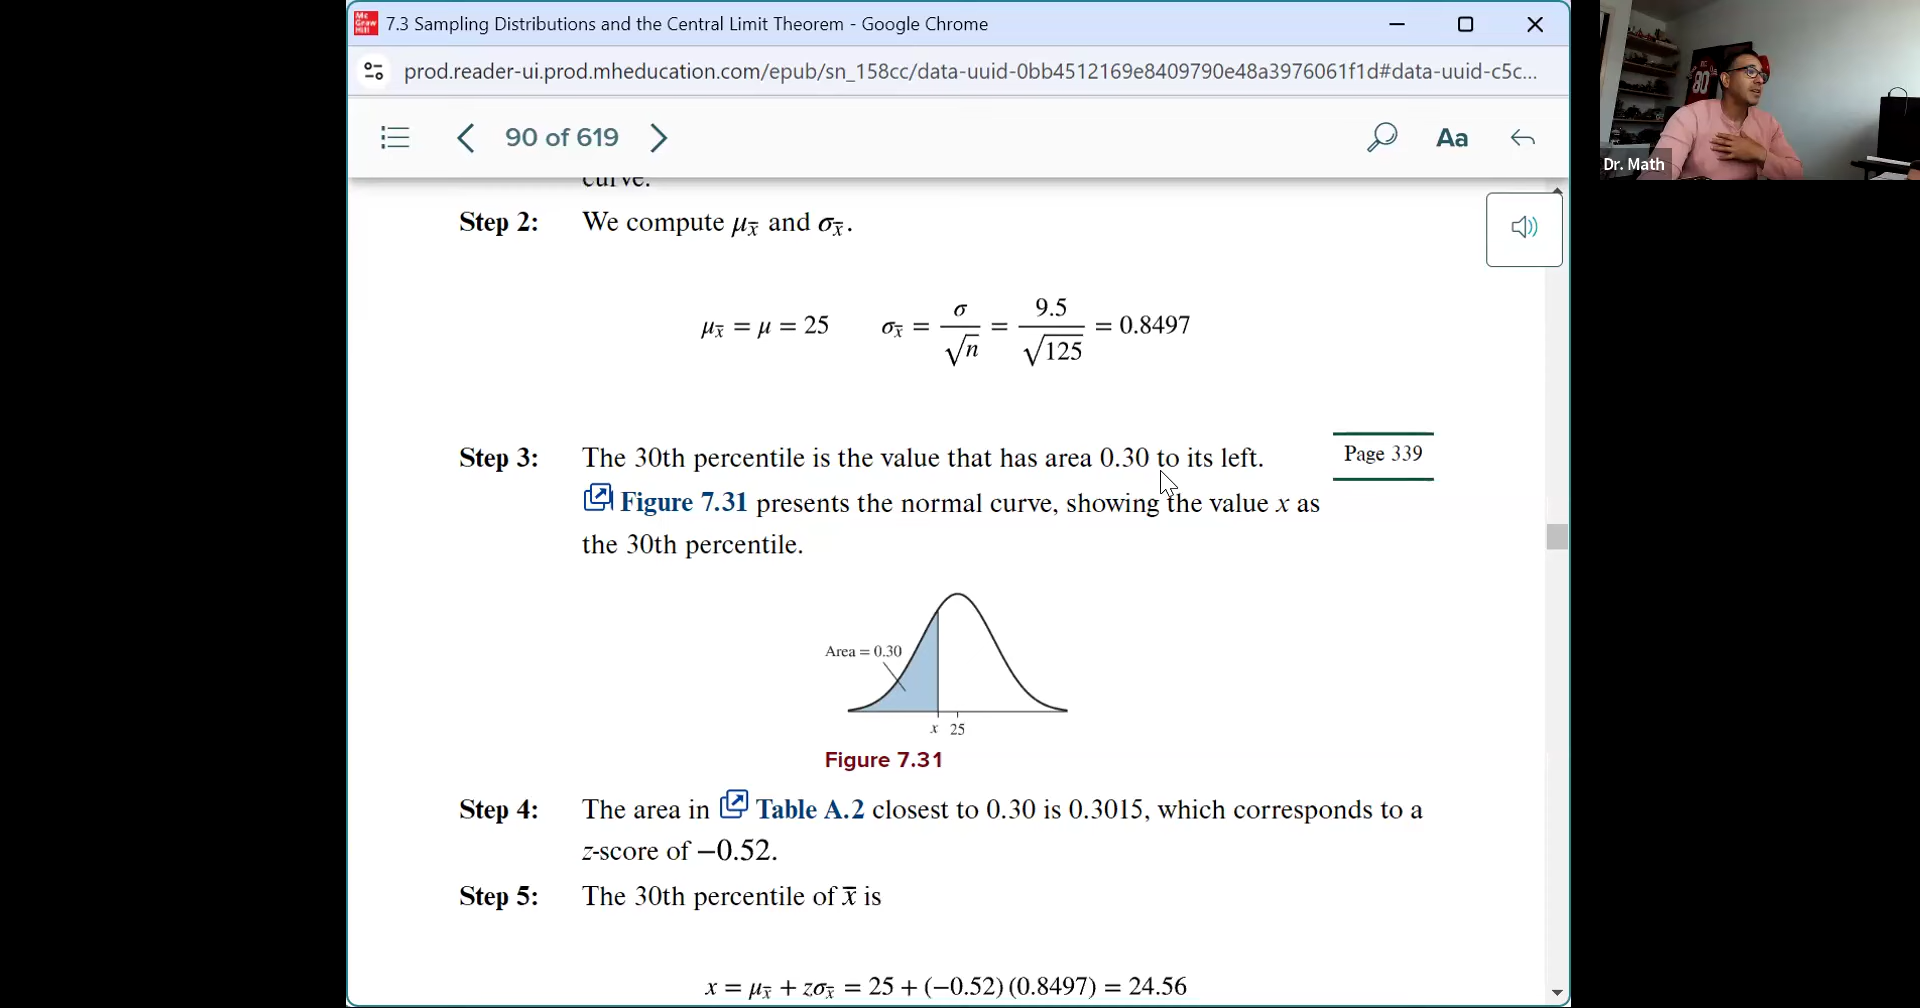 Mc Graw Hill
7.3 Sampling Distributions and the Central Limit Theorem - Google Chrome
prod.reader-ui.prod.mheducation.com/epub/sn_158cc/data-uuid-0bb4512169e8409790e48a3976061f1d#data-uuid-c5c...
90 of 619
Aa
80
Dr. Math
curve.
Step 2: We compute μx̄ and σx̄.
μx̄ = μ = 25 σx̄ = σ/√n = 9.5/√125 = 0.8497
Step 3: The 30th percentile is the value that has area 0.30 to its left.
Page 339
Figure 7.31 presents the normal curve, showing the value x as
the 30th percentile.
Area = 0.30
x 25
Figure 7.31
Step 4: The area in Table A.2 closest to 0.30 is 0.3015, which corresponds to a
z-score of −0.52.
Step 5: The 30th percentile of x̄ is
x = μx̄ + zσx̄ = 25 + (−0.52) (0.8497) = 24.56